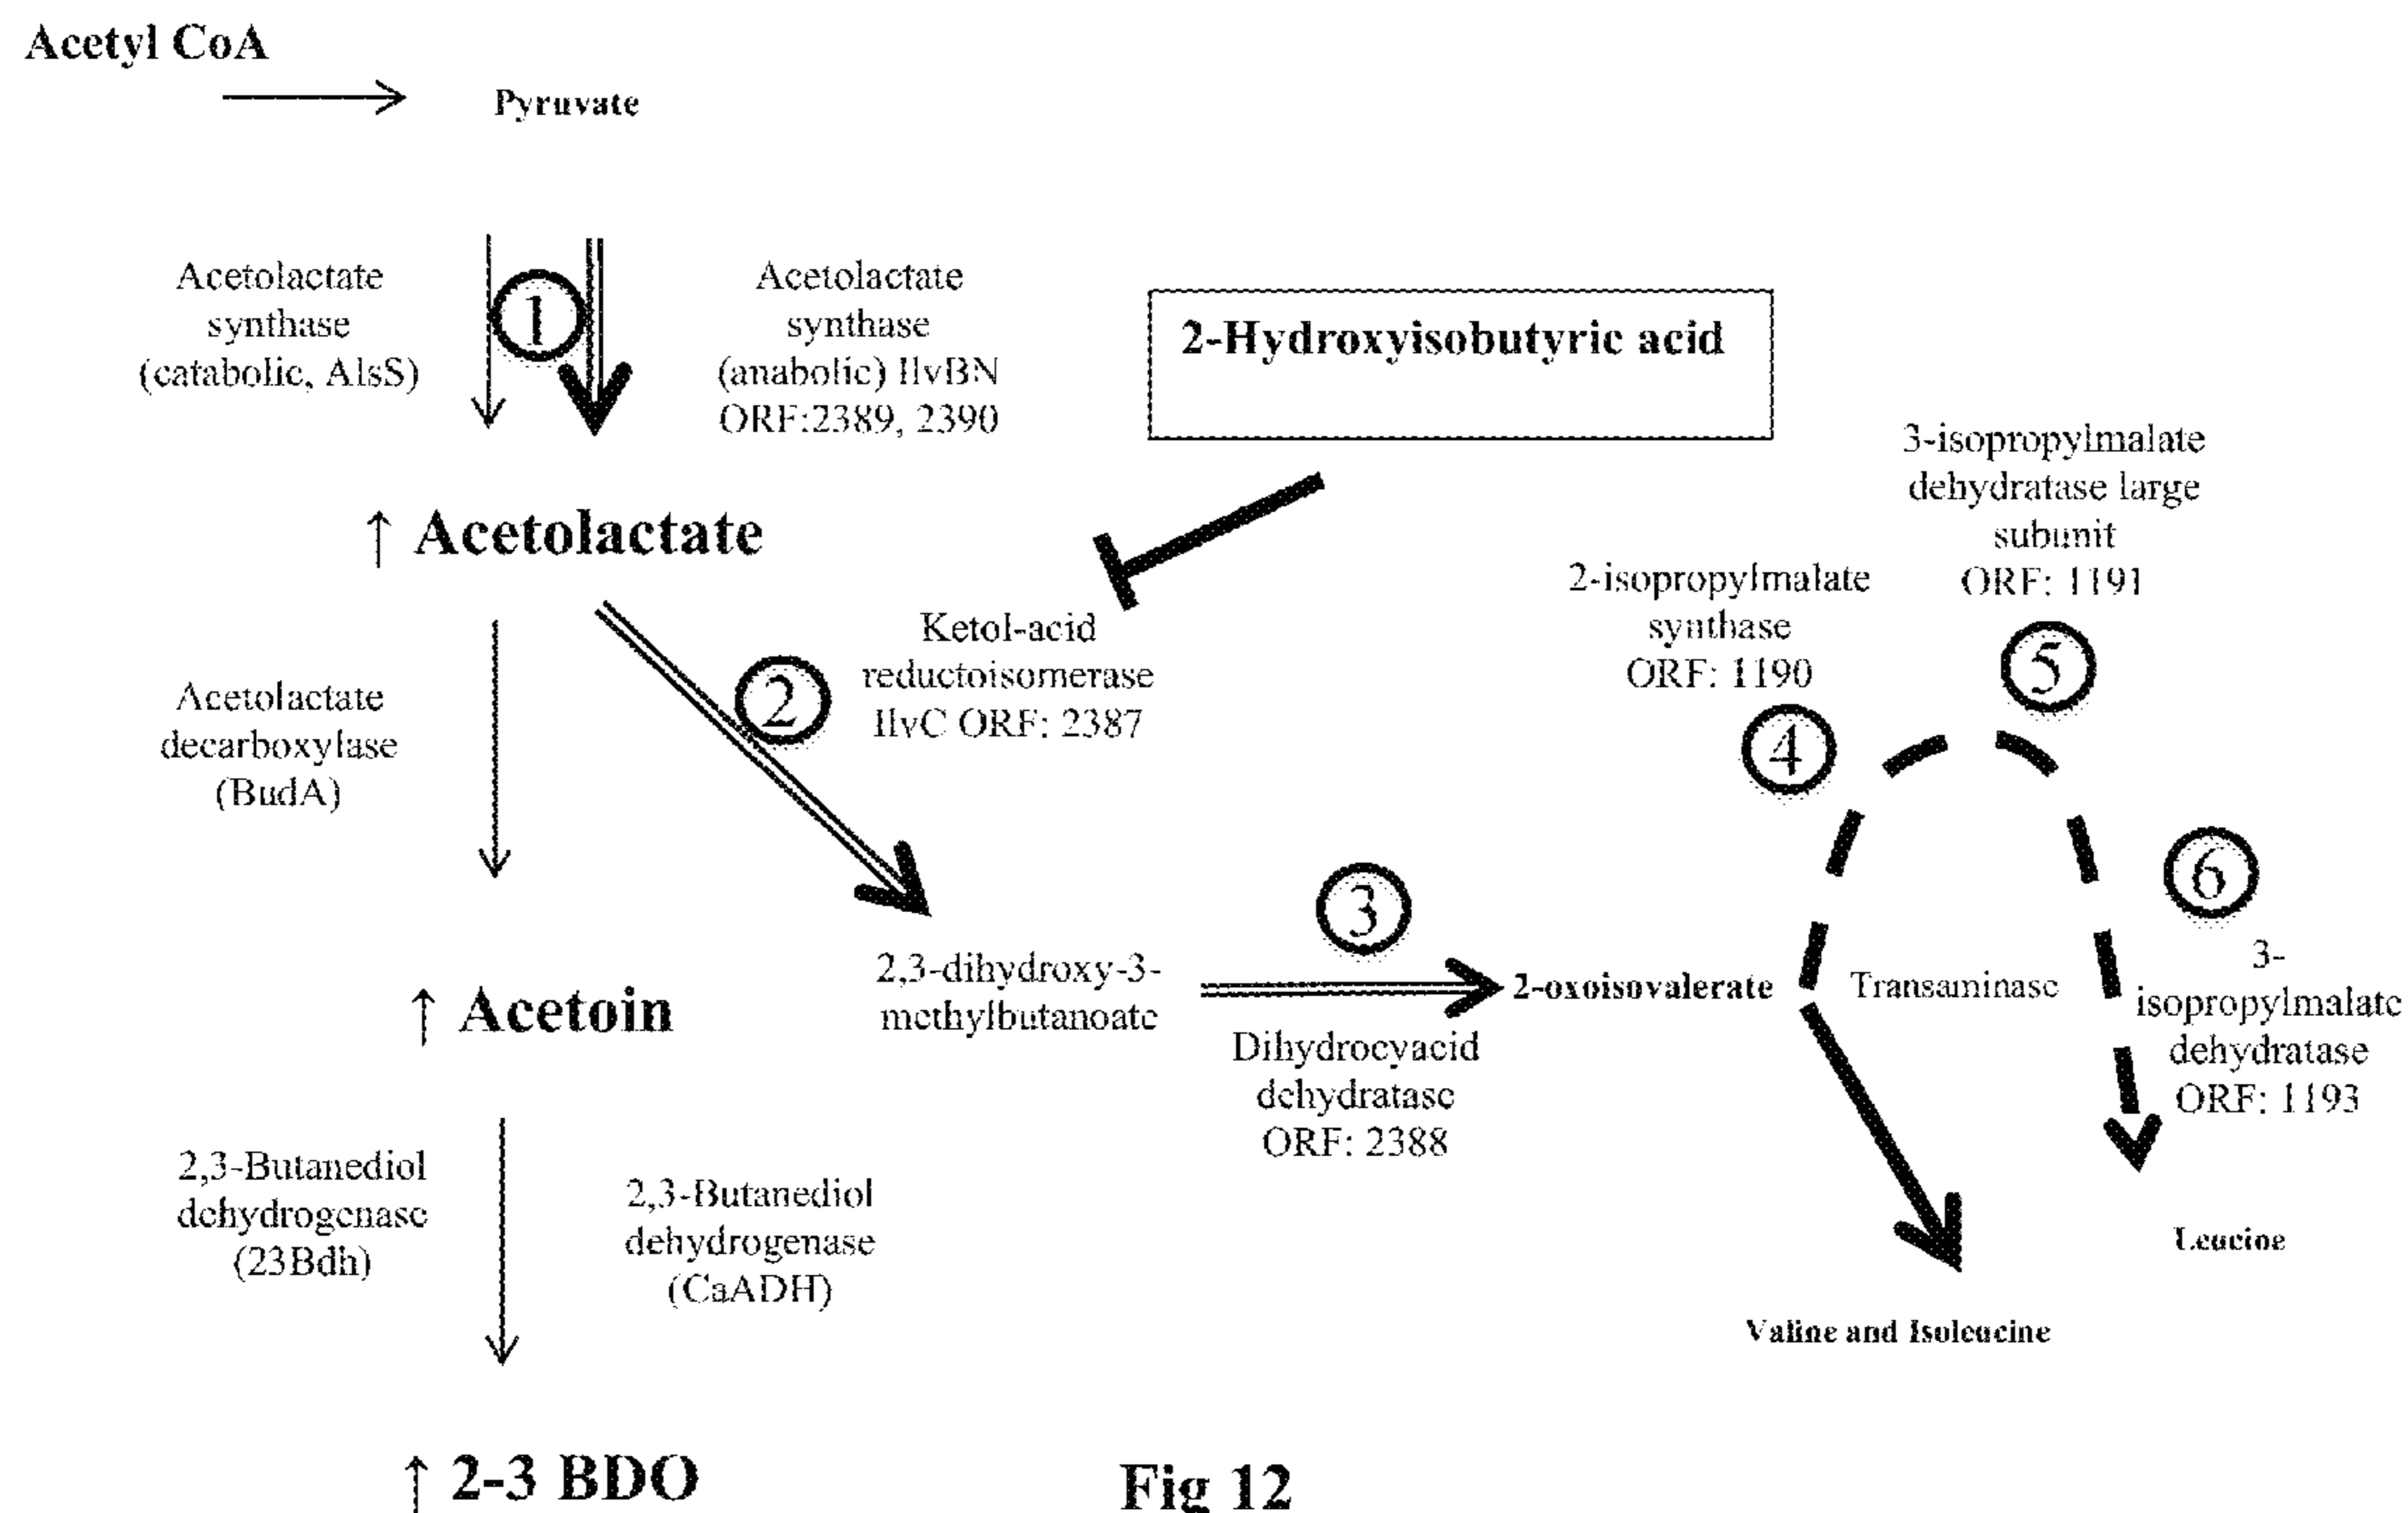 Acetyl CoA
Pyruvate
Acetolactate
synthase
(catabolic, AlsS)
1
Acetolactate
synthase
(anabolic) IlvBN
ORF:2389, 2390
2-Hydroxyisobutyric acid
↑ Acetolactate
Ketol-acid
reductoisomerase
IlvC ORF: 2387
2
3-isopropylmalate
dehydratase large
subunit
ORF: 1191
5
2-isopropylmalate
synthase
ORF: 1190
4
Acetolactate
decarboxylase
(BudA)
3
6
3-
isopropylmalate
dehydratase
ORF: 1193
↑ Acetoin
2,3-dihydroxy-3-
methylbutanoate
2-oxoisovalerate
Transaminase
Dihydrocyacid
dehydratase
ORF: 2388
2,3-Butanediol
dehydrogenase
(23Bdh)
2,3-Butanediol
dehydrogenase
(CaADH)
Leucine
Valine and Isoleucine
↑ 2-3 BDO
Fig 12